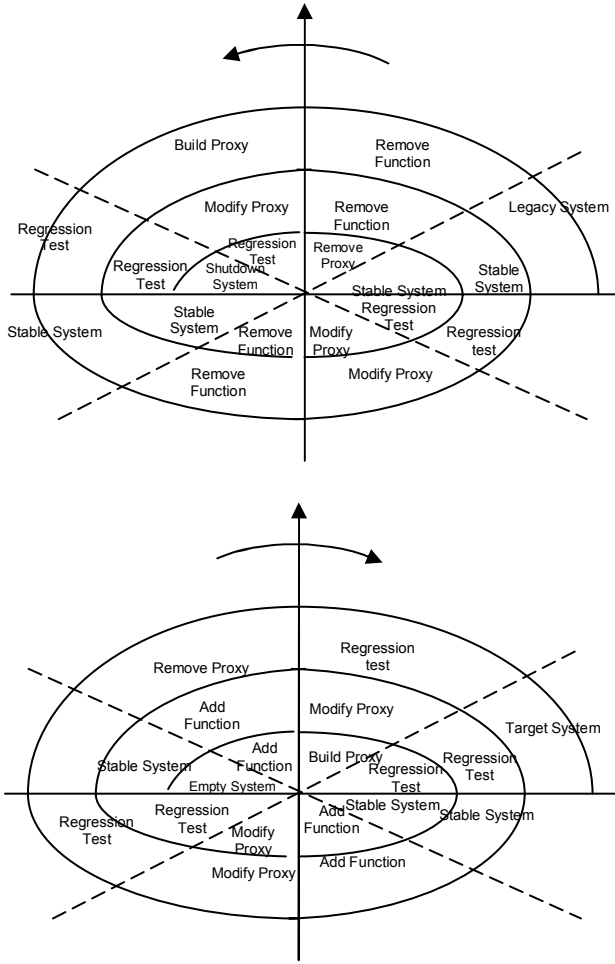 Build Proxy
Remove
Function
Modify Proxy
Remove
Function
Legacy System
Regression
Test
Regression
Test
Remove
Proxy
Regression
Test
Shutdown
System
Stable
System
Stable System
Stable System
Stable
System
Regression
Test
Remove
Function
Modify
Proxy
Regression
test
Remove
Function
Modify Proxy
Regression
test
Remove Proxy
Add
Function
Modify Proxy
Target System
Add
Function
Build Proxy
Stable System
Regression
Test
Regression
Test
Empty System
Stable System
Regression
Test
Regression
Test
Add
Function
Stable System
Modify
Proxy
Add Function
Modify Proxy